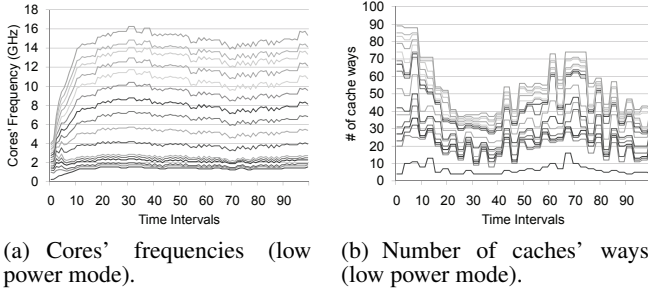 18
16
14
12
10
8
6
4
2
0
Cores' Frequency (GHz)
0 10 20 30 40 50 60 70 80 90
Time Intervals
(a) Cores' frequencies (low
power mode).
100
90
80
70
60
50
40
30
20
10
0
# of cache ways
0 10 20 30 40 50 60 70 80 90
Time Intervals
(b) Number of caches' ways
(low power mode).